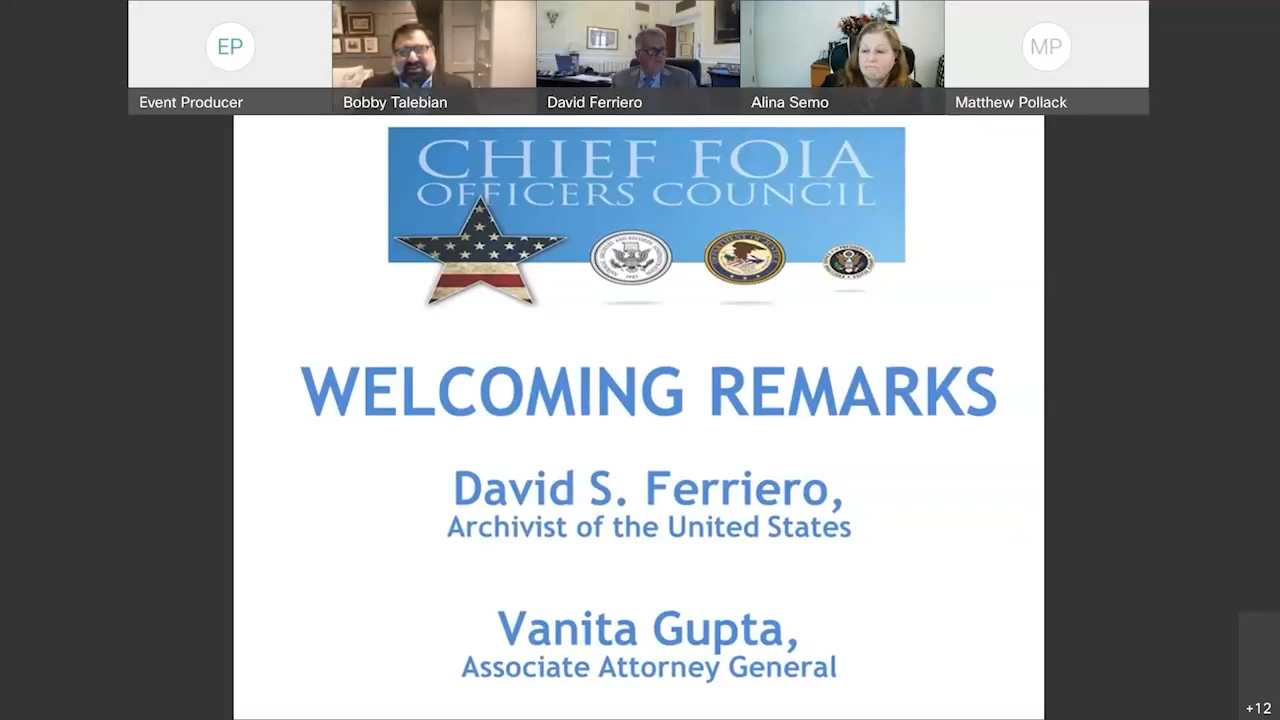 EP
MP
Event Producer
Bobby Talebian
David Ferriero
Alina Semo
Matthew Pollack
CHIEF FOIA
OFFICERS COUNCIL
WELCOMING REMARKS
David S. Ferriero,
Archivist of the United States
Vanita Gupta,
Associate Attorney General
+12